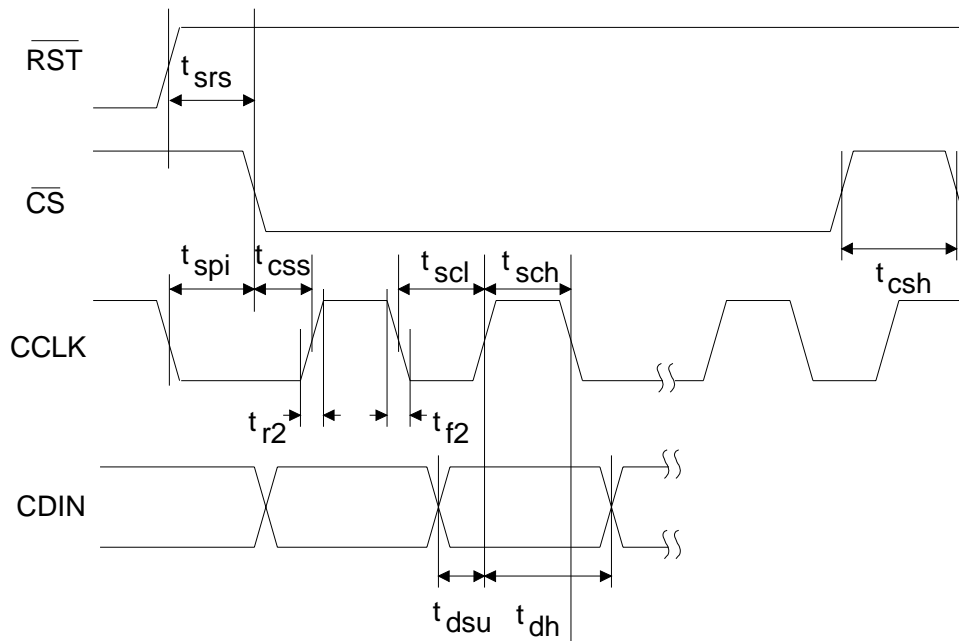 RST
t srs
CS
t spi
t css
t scl
t sch
t csh
CCLK
t r2
t f2
CDIN
t dsu
t dh